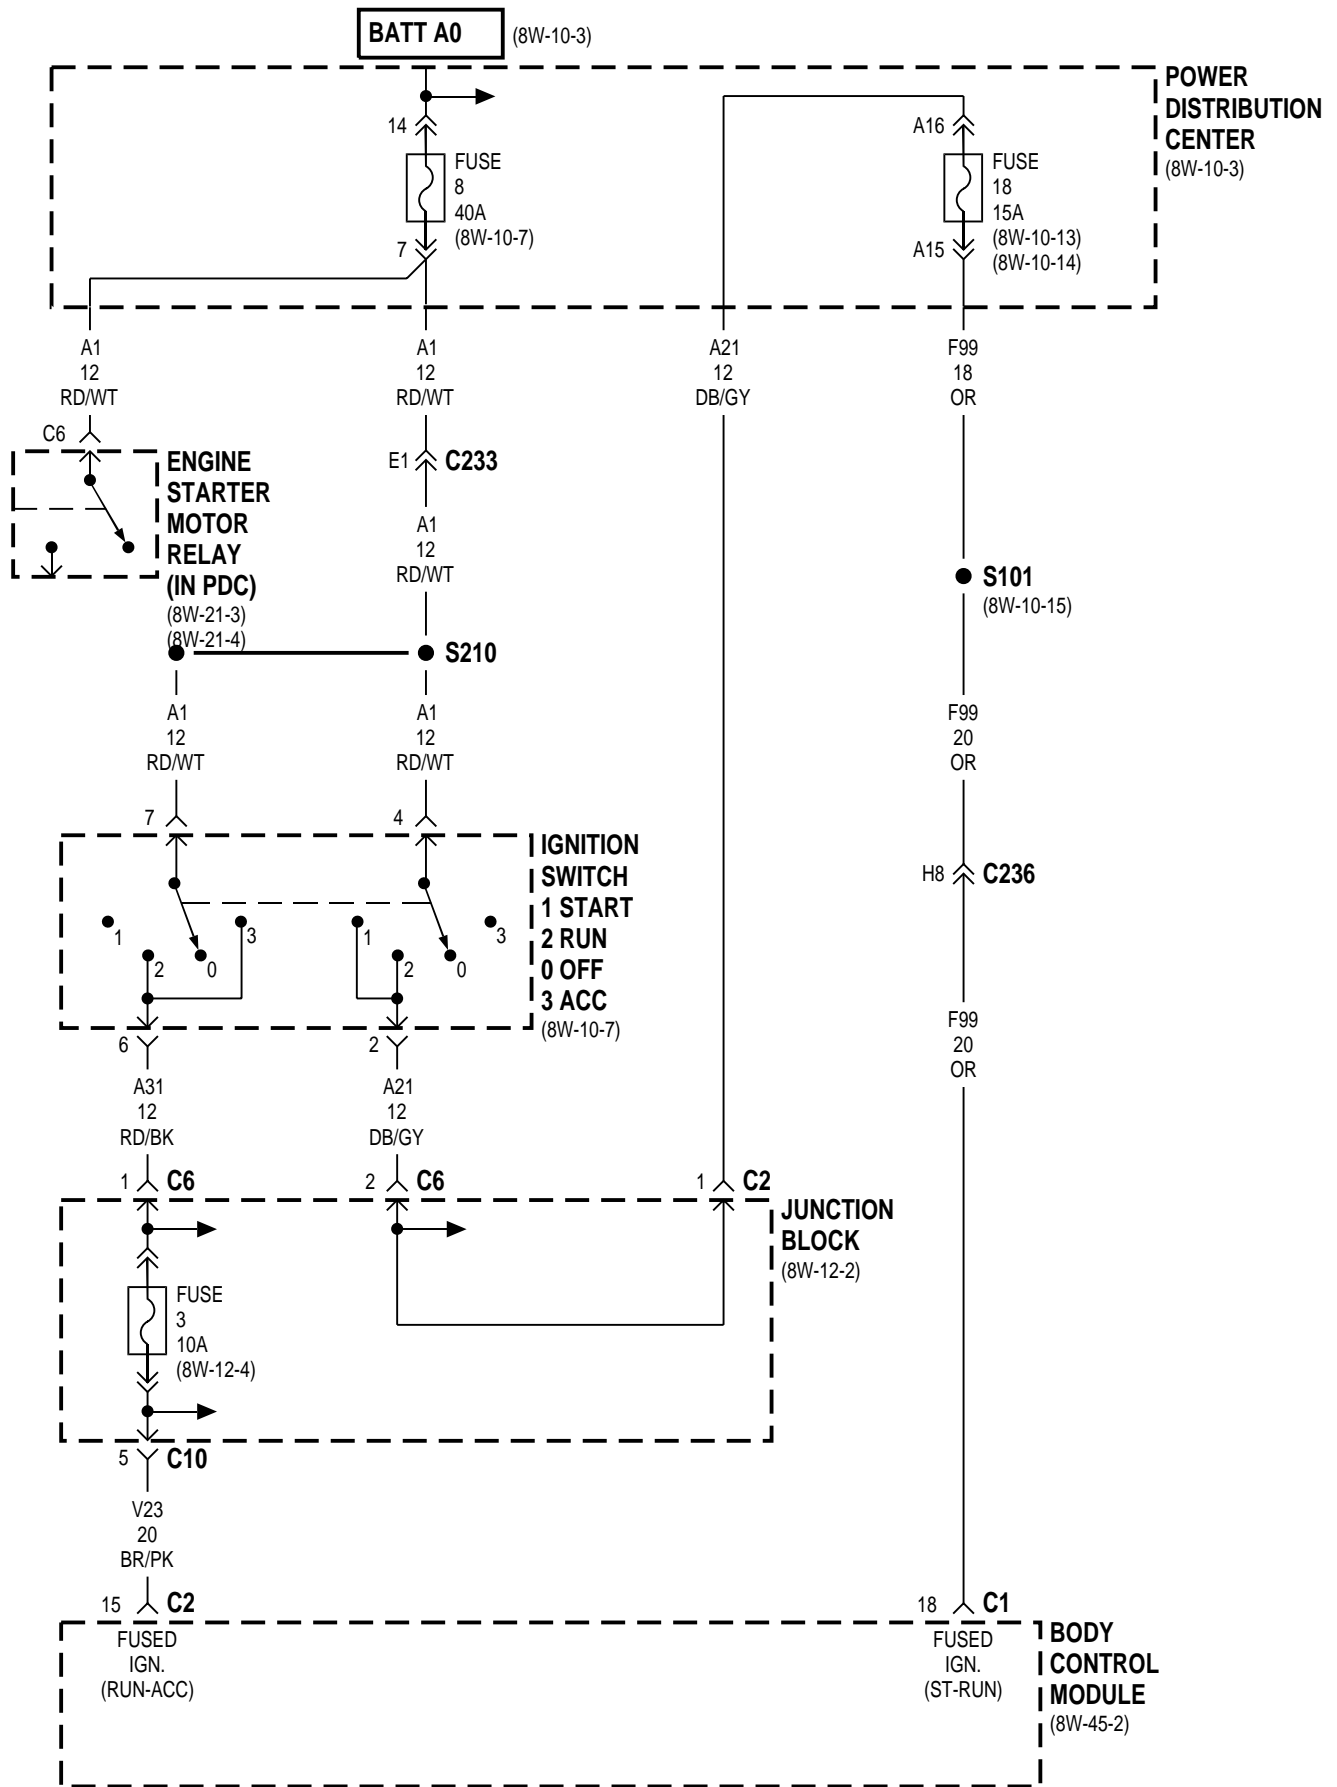 BATT A0
(8W-10-3)
POWER
DISTRIBUTION
CENTER
(8W-10-3)
14
FUSE
8
40A
(8W-10-7)
7
A16
FUSE
18
15A
(8W-10-13)
(8W-10-14)
A15
A1
12
RD/WT
A1
12
RD/WT
A21
12
DB/GY
F99
18
OR
C6
ENGINE
STARTER
MOTOR
RELAY
(IN PDC)
(8W-21-3)
(8W-21-4)
E1
C233
A1
12
RD/WT
S101
(8W-10-15)
S210
A1
12
RD/WT
A1
12
RD/WT
F99
20
OR
7
4
IGNITION
SWITCH
1 START
2 RUN
0 OFF
3 ACC
(8W-10-7)
1
2
0
3
1
2
0
3
H8
C236
6
2
F99
20
OR
A31
12
RD/BK
A21
12
DB/GY
1
C6
2
C6
1
C2
JUNCTION
BLOCK
(8W-12-2)
FUSE
3
10A
(8W-12-4)
5
C10
V23
20
BR/PK
15
C2
18
C1
FUSED
IGN.
(RUN-ACC)
FUSED
IGN.
(ST-RUN)
BODY
CONTROL
MODULE
(8W-45-2)